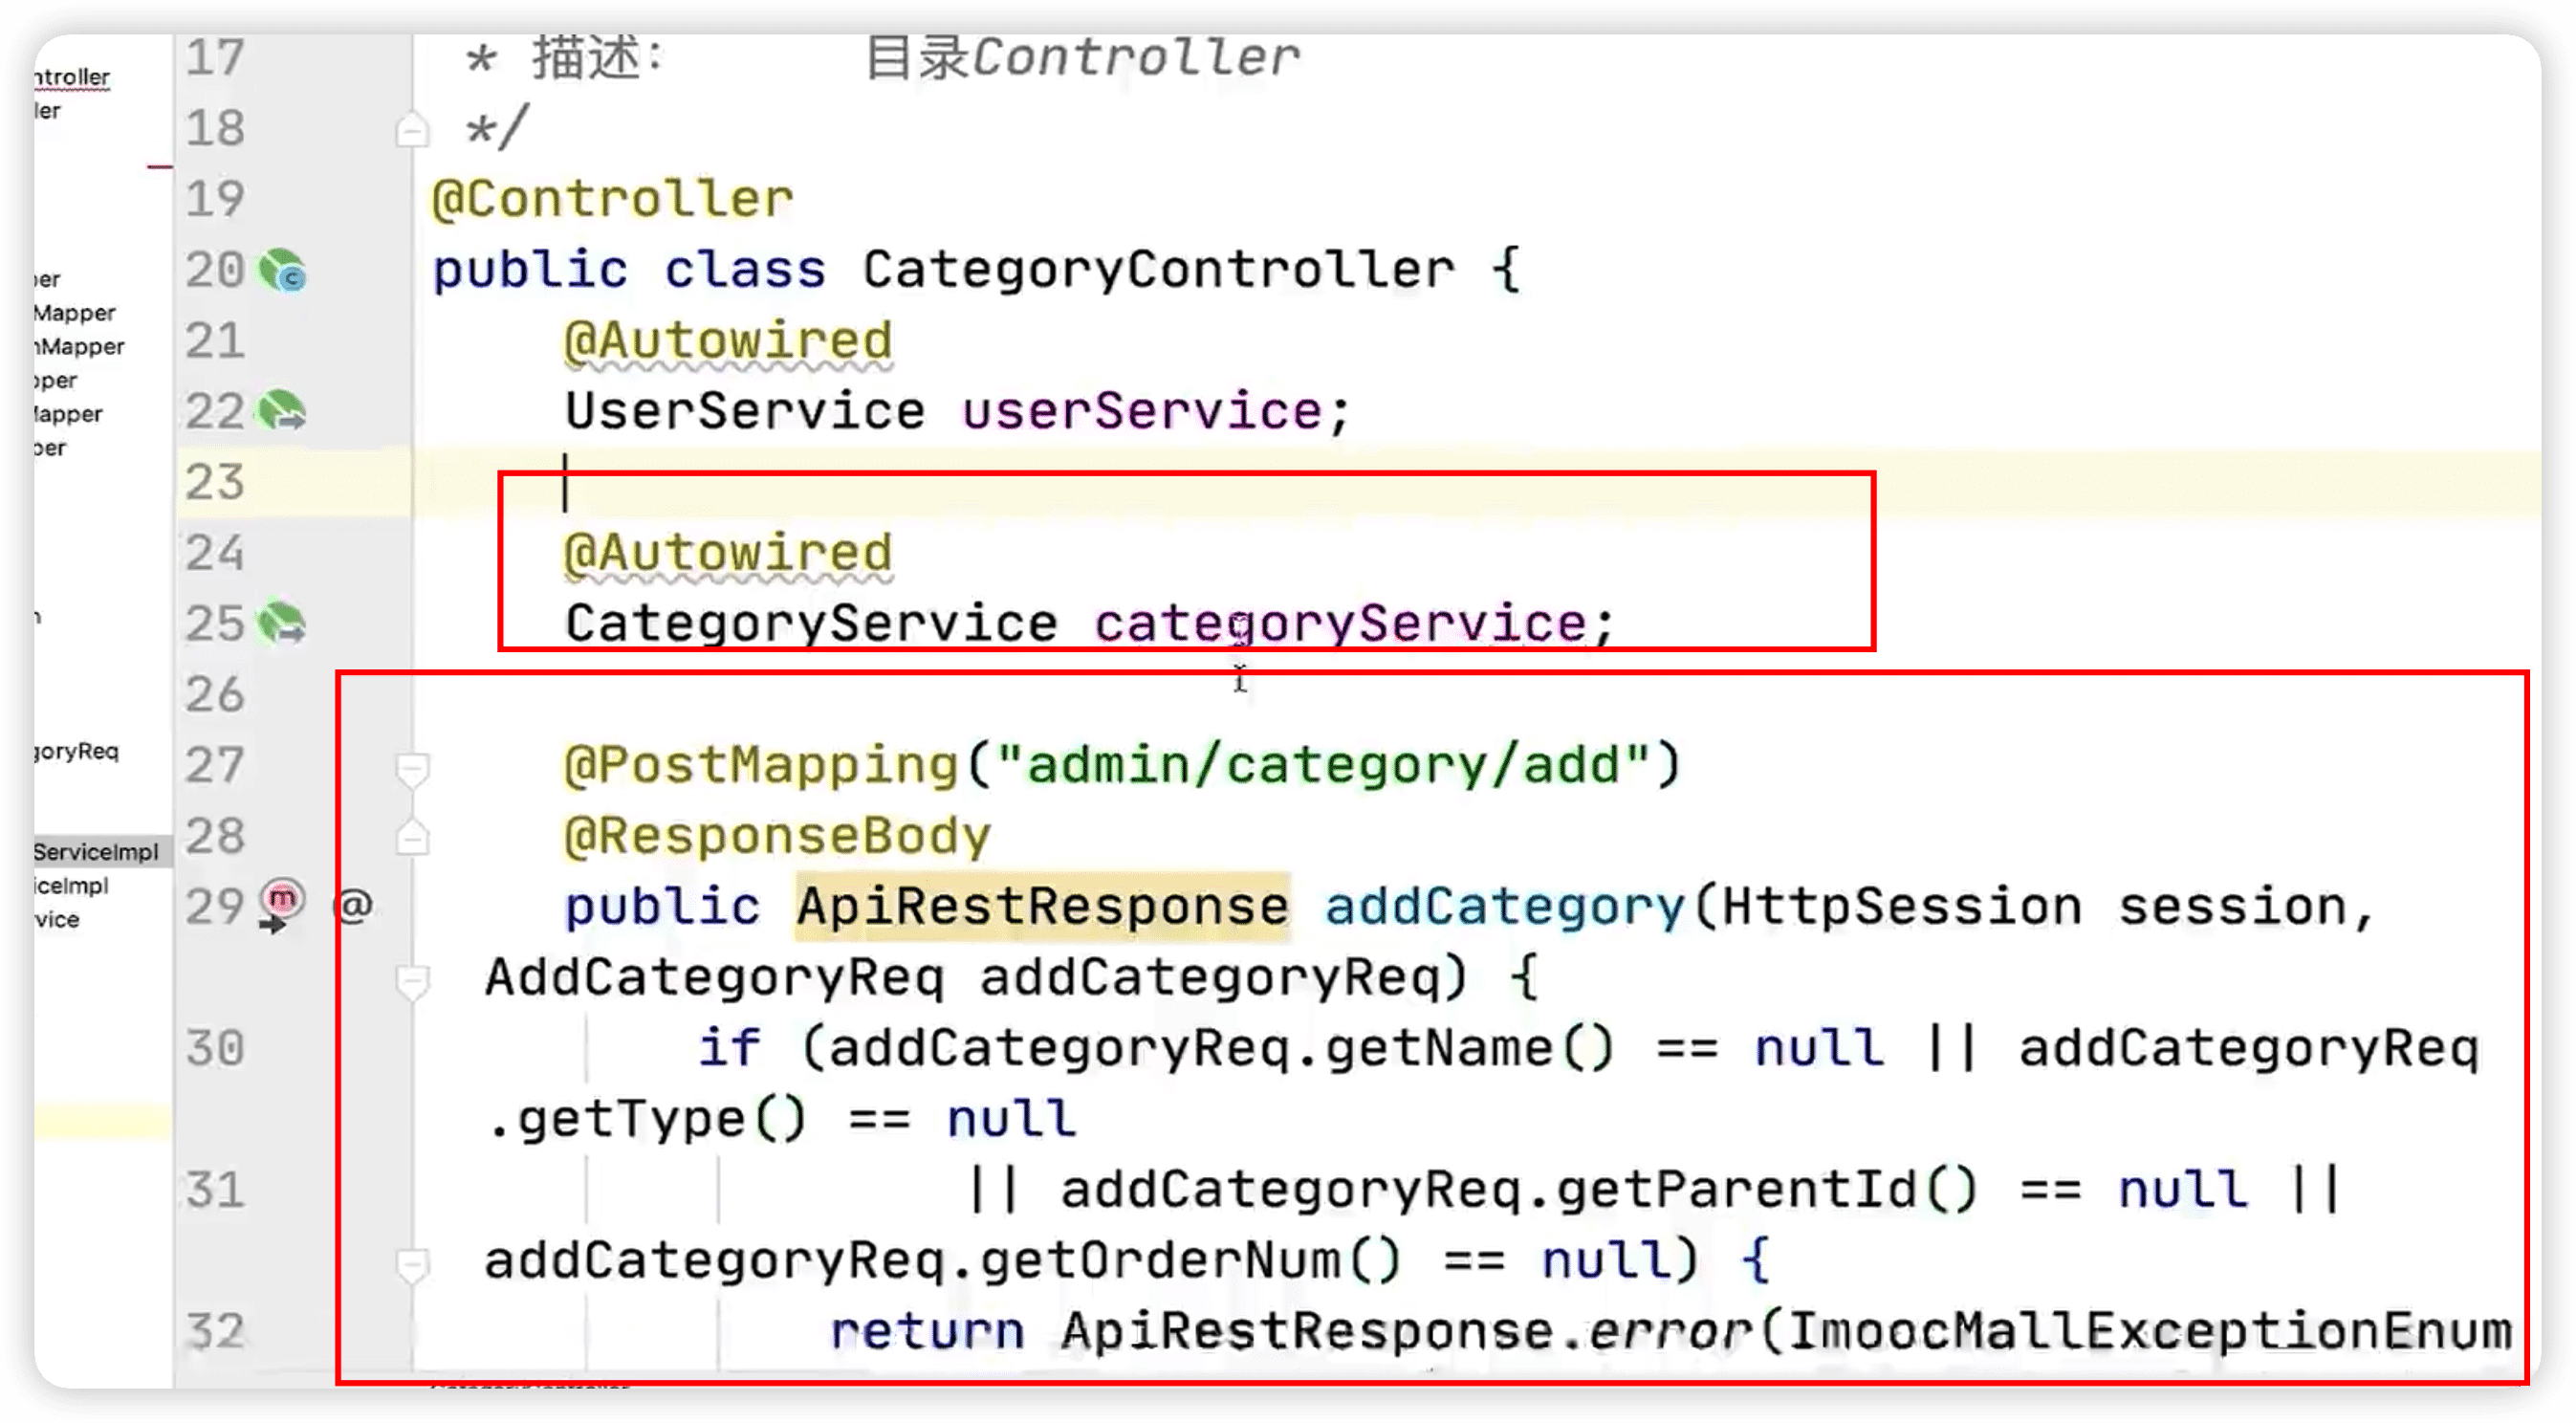 17 * 描述： 目录Controller
ntroller
ler
18 */
19 @Controller
20 public class CategoryController {
per
Mapper
21 @Autowired
nMapper
pper
22 UserService userService;
Mapper
per
23
24 @Autowired
25 CategoryService categoryService;
26
goryReq
27 @PostMapping("admin/category/add")
28 @ResponseBody
ServiceImpl
iceImpl
29 @ public ApiRestResponse addCategory(HttpSession session,
vice
AddCategoryReq addCategoryReq) {
30 if (addCategoryReq.getName() == null || addCategoryReq
.getType() == null
31 || addCategoryReq.getParentId() == null ||
addCategoryReq.getOrderNum() == null) {
32 return ApiRestResponse.error(ImoocMallExceptionEnum